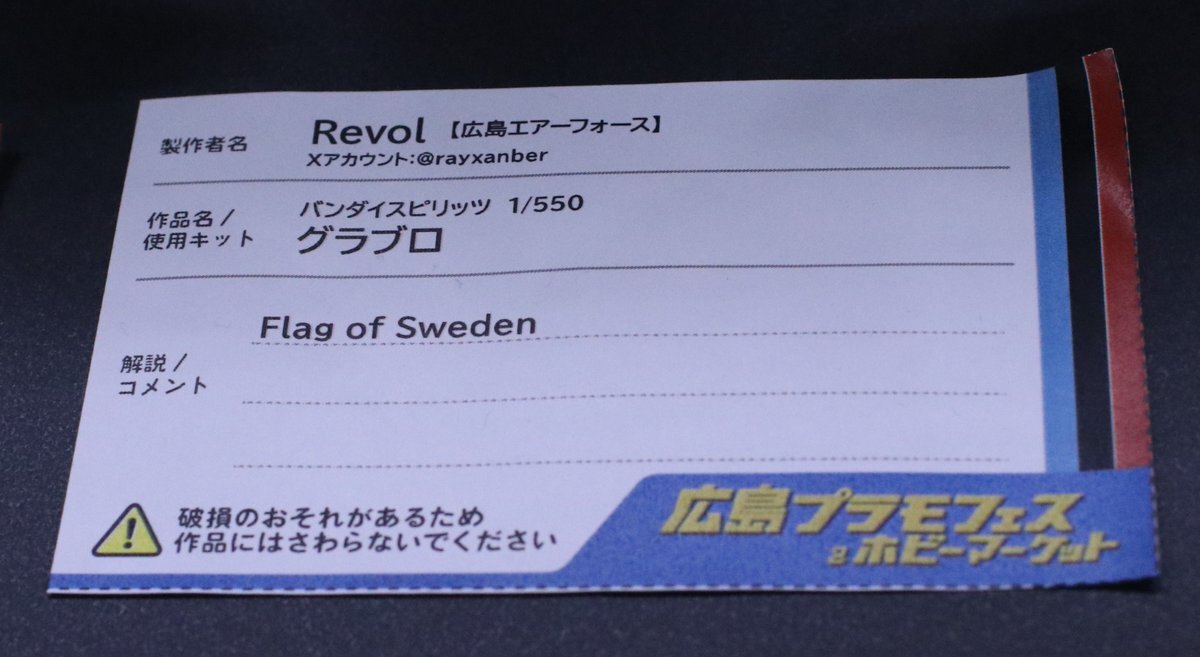 製作者名
Revol 【広島エアーフォース】
Xアカウント:@rayxanber
作品名/
使用キット
バンダイスピリッツ 1/550
グラブロ
解説/
コメント
Flag of Sweden
破損のおそれがあるため
作品にはさわらないでください
広島プラモフェス
&ホビーマーケット